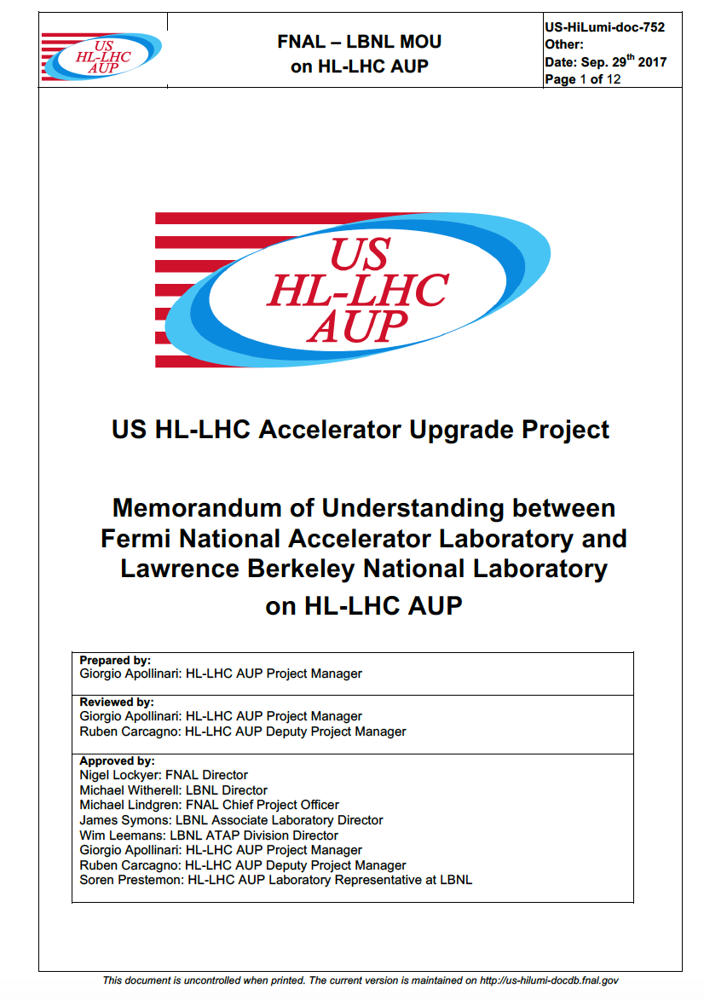 US
HL-LHC
AUP
FNAL – LBNL MOU
on HL-LHC AUP
US-HiLumi-doc-752
Other:
Date: Sep. 29th 2017
Page 1 of 12
US
HL-LHC
AUP
US HL-LHC Accelerator Upgrade Project
Memorandum of Understanding between
Fermi National Accelerator Laboratory and
Lawrence Berkeley National Laboratory
on HL-LHC AUP
Prepared by:
Giorgio Apollinari: HL-LHC AUP Project Manager
Reviewed by:
Giorgio Apollinari: HL-LHC AUP Project Manager
Ruben Carcagno: HL-LHC AUP Deputy Project Manager
Approved by:
Nigel Lockyer: FNAL Director
Michael Witherell: LBNL Director
Michael Lindgren: FNAL Chief Project Officer
James Symons: LBNL Associate Laboratory Director
Wim Leemans: LBNL ATAP Division Director
Giorgio Apollinari: HL-LHC AUP Project Manager
Ruben Carcagno: HL-LHC AUP Deputy Project Manager
Soren Prestemon: HL-LHC AUP Laboratory Representative at LBNL
This document is uncontrolled when printed. The current version is maintained on http://us-hilumi-docdb.fnal.gov